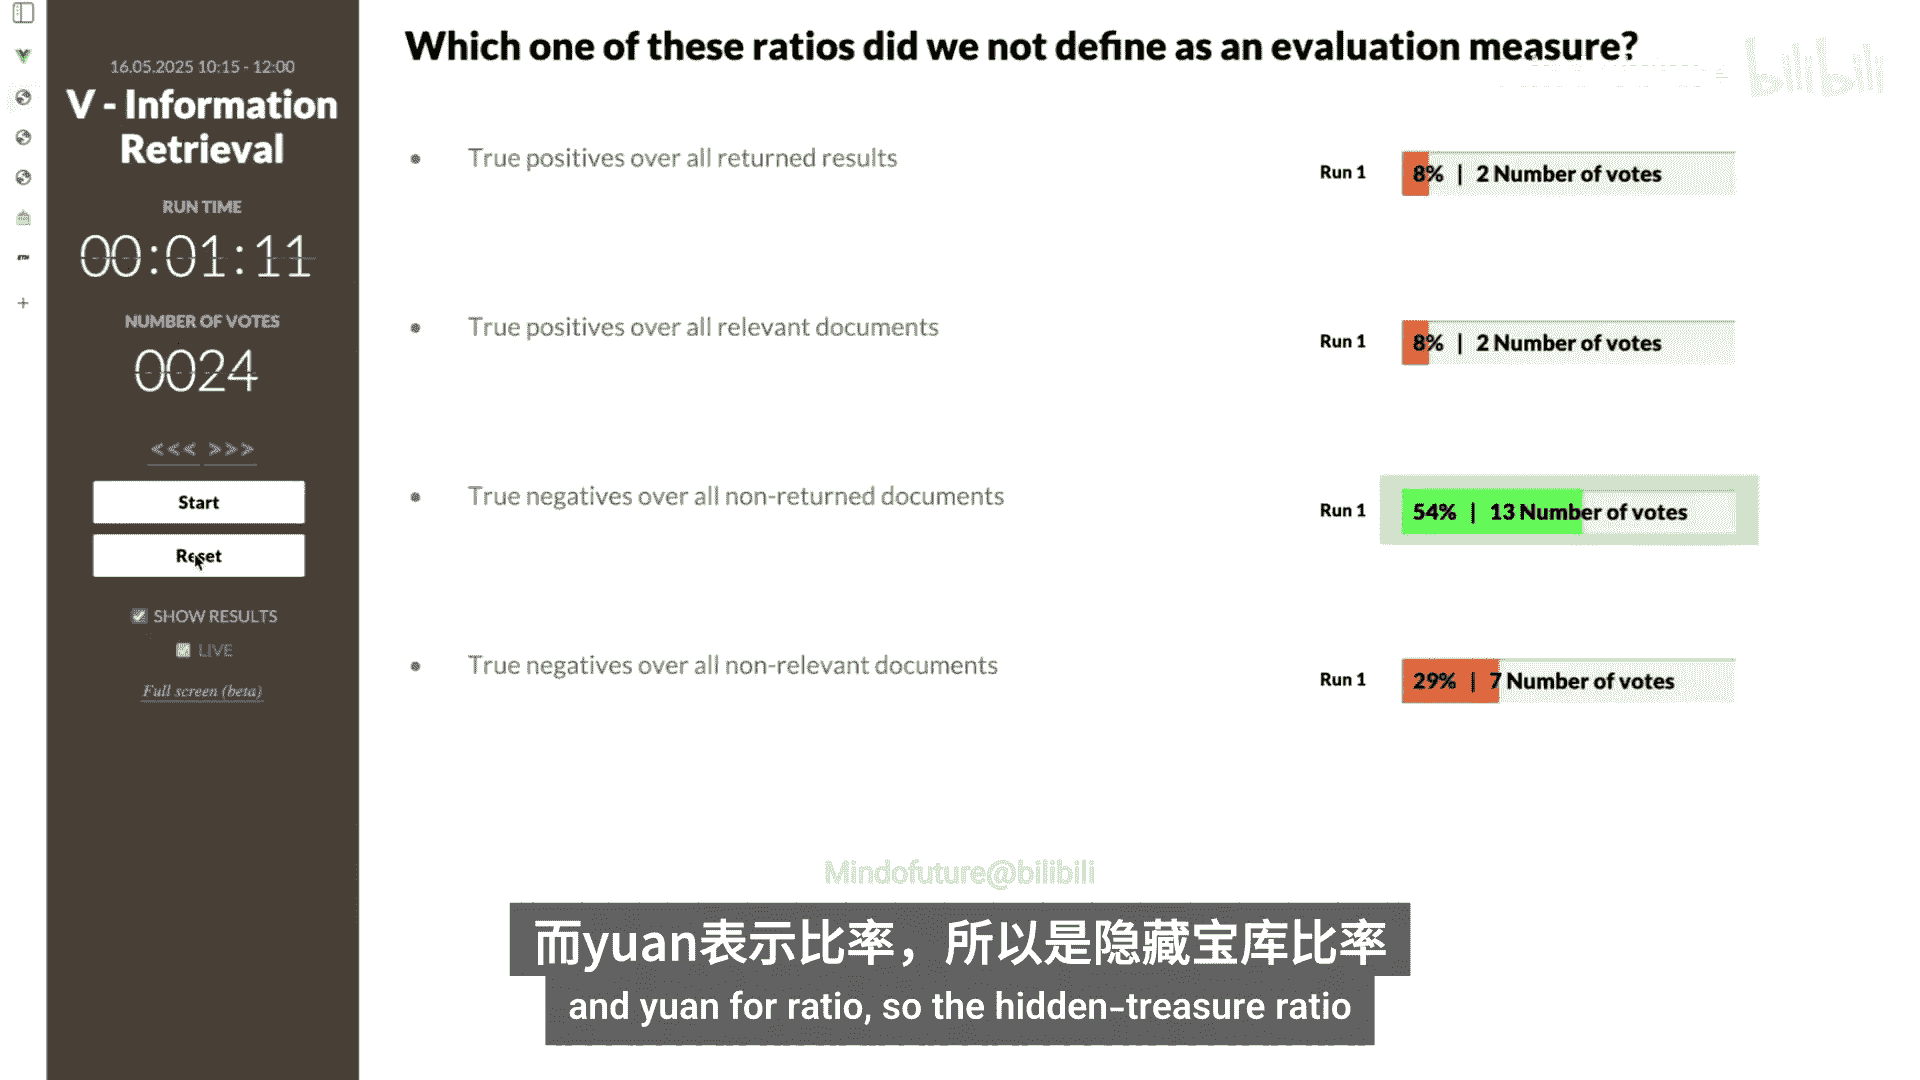 16.05.2025 10:15 - 12:00
V - Information
Retrieval
RUN TIME
00:01:11
NUMBER OF VOTES
0024
<<< >>>
Start
Reset
SHOW RESULTS
LIVE
Full screen (beta)
Which one of these ratios did we not define as an evaluation measure?
bilibili
True positives over all returned results
Run 1
8% | 2 Number of votes
True positives over all relevant documents
Run 1
8% | 2 Number of votes
True negatives over all non-returned documents
Run 1
54% | 13 Number of votes
True negatives over all non-relevant documents
Run 1
29% | 7 Number of votes
Mindofuture@bilibili
而yuan表示比率，所以是隐藏宝库比率
and yuan for ratio, so the hidden-treasure ratio